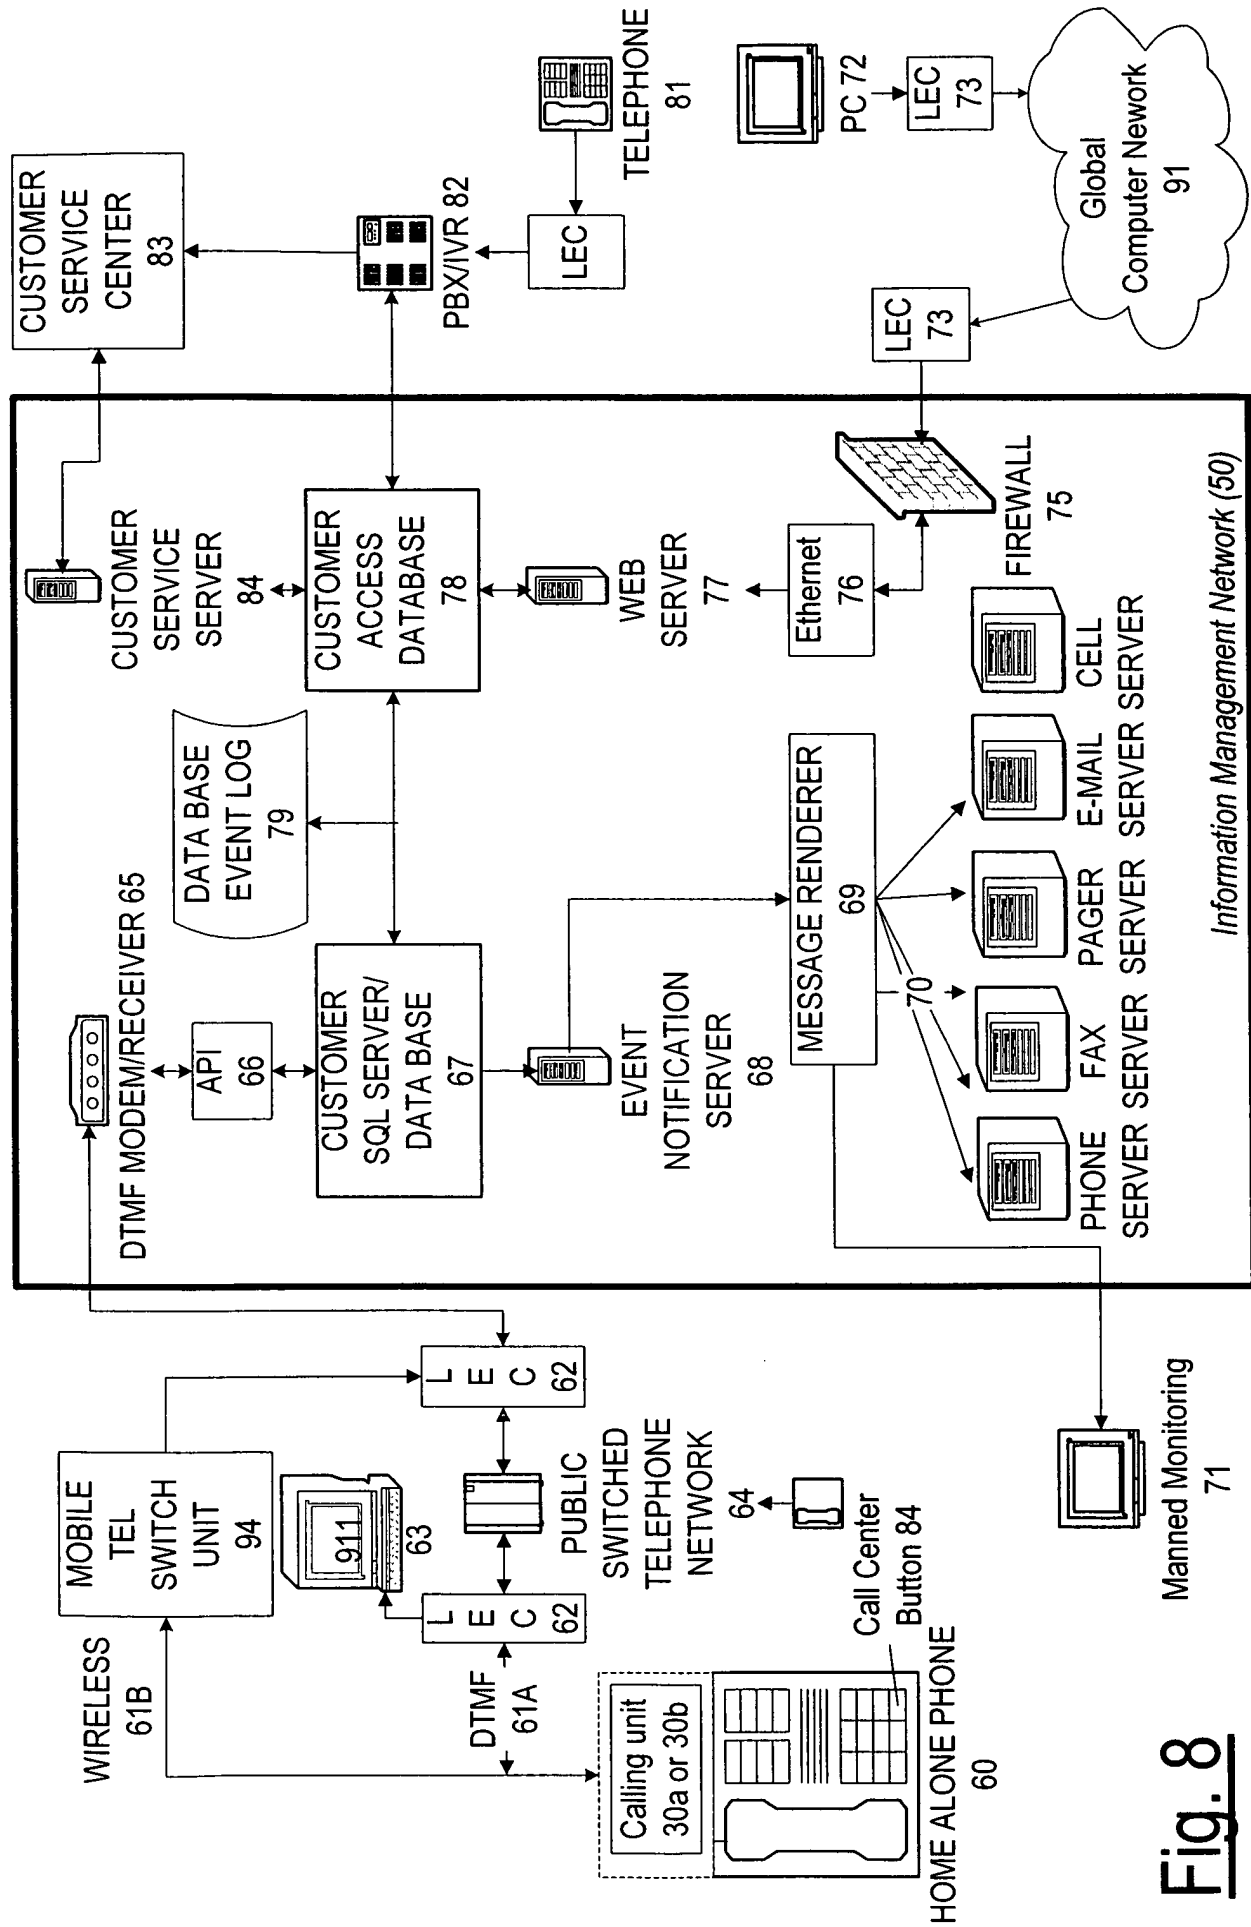 WIRELESS
61B
MOBILE
TEL
SWITCH
UNIT
94
911
63
DTMF
61A
L
E
C
62
L
E
C
62
PUBLIC
SWITCHED
TELEPHONE
NETWORK
64
Calling unit
30a or 30b
Call Center
Button 84
HOME ALONE PHONE
60
Manned Monitoring
71
DTMF MODEM/RECEIVER 65
API
66
CUSTOMER
SQL SERVER/
DATA BASE
67
EVENT
NOTIFICATION
SERVER
68
DATA BASE
EVENT LOG
79
MESSAGE RENDERER
69
70
PHONE
SERVER
FAX
SERVER
PAGER
SERVER
E-MAIL
SERVER
CELL
SERVER
CUSTOMER
SERVICE
SERVER
84
CUSTOMER
ACCESS
DATABASE
78
WEB
SERVER
77
Ethernet
76
FIREWALL
75
Information Management Network (50)
CUSTOMER
SERVICE
CENTER
83
PBX/IVR 82
LEC
TELEPHONE
81
PC 72
LEC
73
LEC
73
Global
Computer Nework
91
Fig. 8